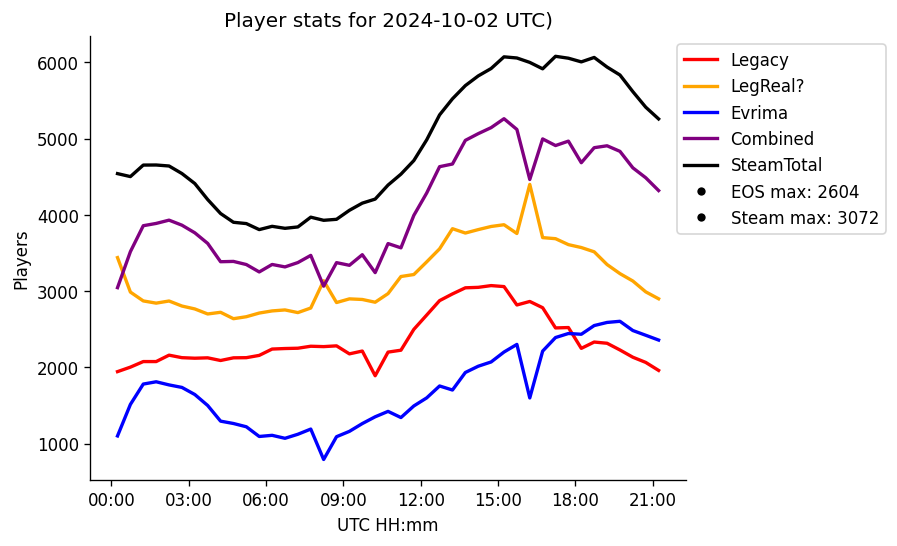 Player stats for 2024-10-02 UTC)
Legacy
LegReal?
Evrima
Combined
SteamTotal
EOS max: 2604
Steam max: 3072
Players
6000
5000
4000
3000
2000
1000
00:00 03:00 06:00 09:00 12:00 15:00 18:00 21:00
UTC HH:mm